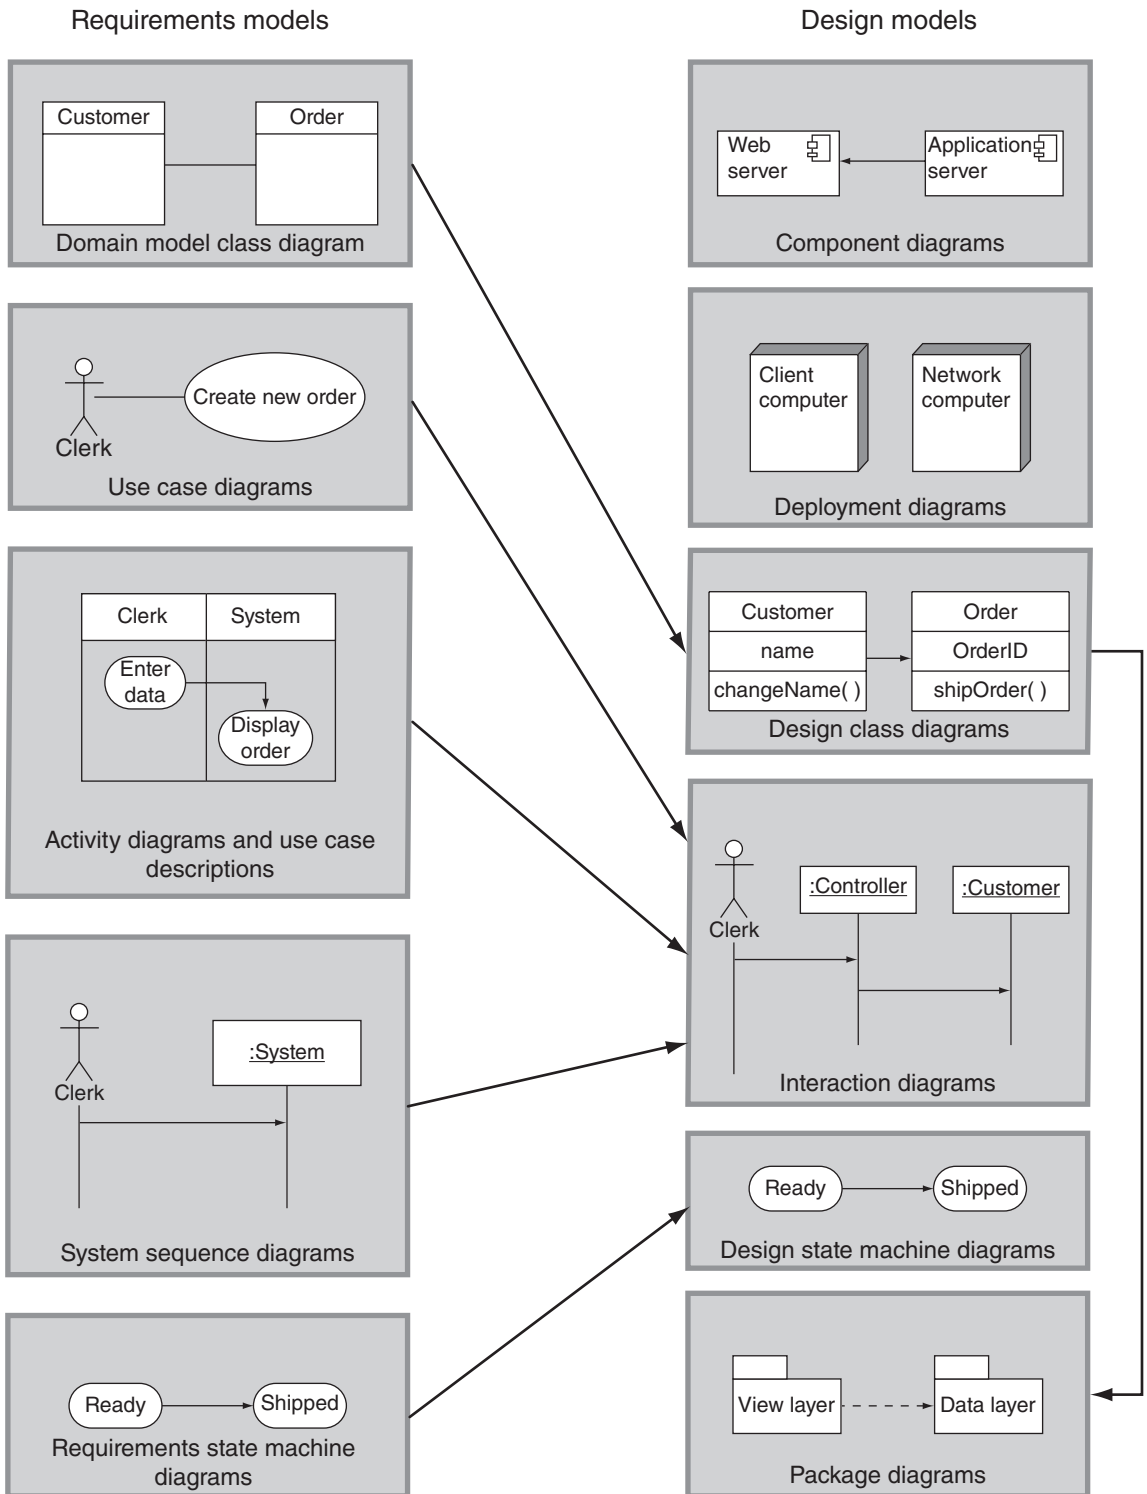 Requirements models
Customer
Order
Domain model class diagram
Clerk
Create new order
Use case diagrams
Clerk
System
Enter
data
Display
order
Activity diagrams and use case
descriptions
Clerk
:System
System sequence diagrams
Ready
Shipped
Requirements state machine
diagrams
Design models
Web
server
Application
server
Component diagrams
Client
computer
Network
computer
Deployment diagrams
Customer
name
changeName( )
Order
OrderID
shipOrder( )
Design class diagrams
Clerk
:Controller
:Customer
Interaction diagrams
Ready
Shipped
Design state machine diagrams
View layer
Data layer
Package diagrams